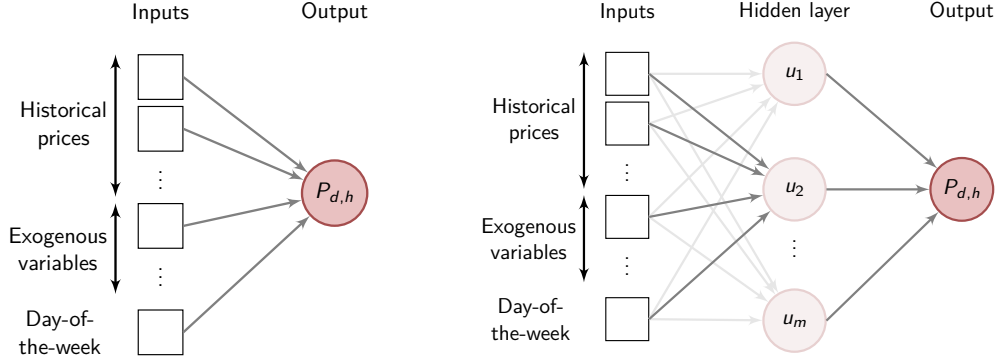 Inputs
Output
Historical
prices
⋮
Exogenous
variables
⋮
Day-of-
the-week
P_{d,h}
Inputs
Hidden layer
Output
Historical
prices
⋮
Exogenous
variables
⋮
Day-of-
the-week
u_1
u_2
⋮
u_m
P_{d,h}